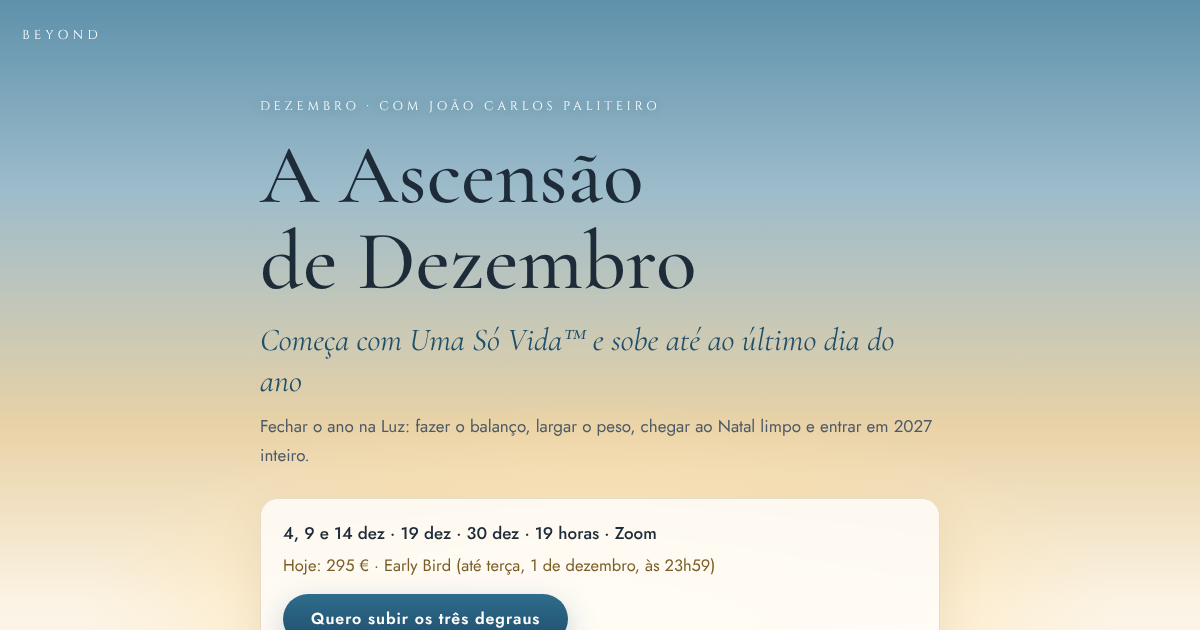 BEYOND
DEZEMBRO · COM JOÃO CARLOS PALITEIRO
A Ascensão
de Dezembro
Começa com Uma Só Vida™ e sobe até ao último dia do
ano
Fechar o ano na Luz: fazer o balanço, largar o peso, chegar ao Natal limpo e entrar em 2027
inteiro.
4, 9 e 14 dez · 19 dez · 30 dez · 19 horas · Zoom
Hoje: 295 € · Early Bird (até terça, 1 de dezembro, às 23h59)
Quero subir os três degraus